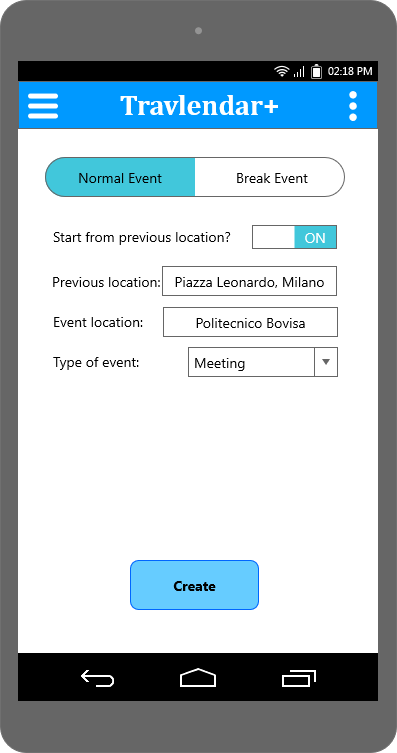 02:18 PM
Travlendar+
Normal Event Break Event
Start from previous location? ON
Previous location: Piazza Leonardo, Milano
Event location: Politecnico Bovisa
Type of event: Meeting
Create